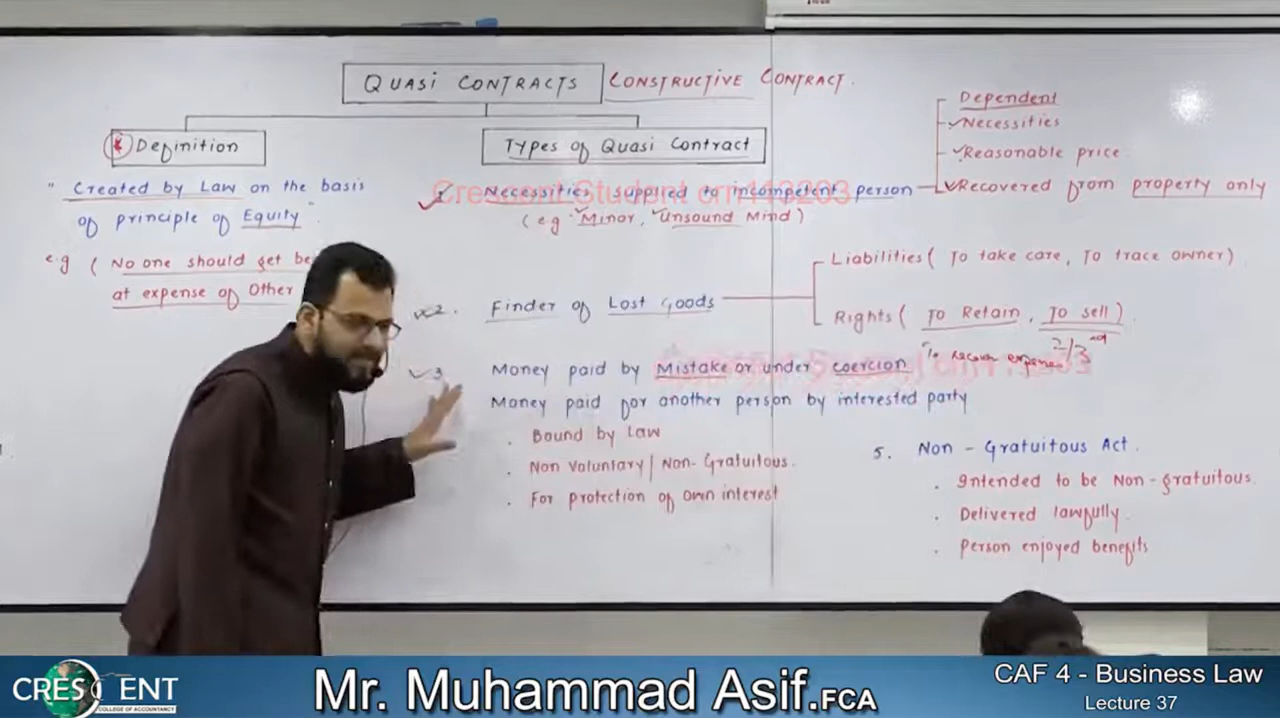 QUASI CONTRACTS CONSTRUCTIVE CONTRACT.
* Definition
"Created by Law on the basis
of principle of Equity".
e.g ( No one should get be
at expense of Other
Types of Quasi Contract
Necessities supplied to incompetent person
(e.g. Minor, Unsound Mind)
Dependent
Necessities
Reasonable price
Recovered from property only
2. Finder of Lost Goods
Liabilities ( To take care, To trace owner)
Rights ( To Retain, To sell)
To recover expenses
2/3
3 Money paid by Mistake or under coercion
Money paid for another person by interested party
. Bound by Law
. Non Voluntary | Non-Gratuitous.
. For protection of own interest
5. Non - Gratuitous Act.
. Intended to be Non-gratuitous.
. Delivered lawfully.
. Person enjoyed benefits
CRESCENT
COLLEGE OF ACCOUNTANCY
Mr. Muhammad Asif.FCA
CAF 4 - Business Law
Lecture 37